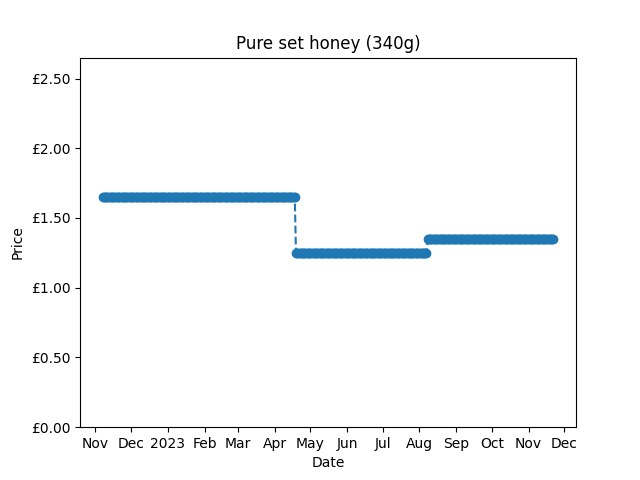 Pure set honey (340g)
£2.50
£2.00
£1.50
£1.00
£0.50
£0.00
Price
Nov Dec 2023 Feb Mar Apr May Jun Jul Aug Sep Oct Nov Dec
Date